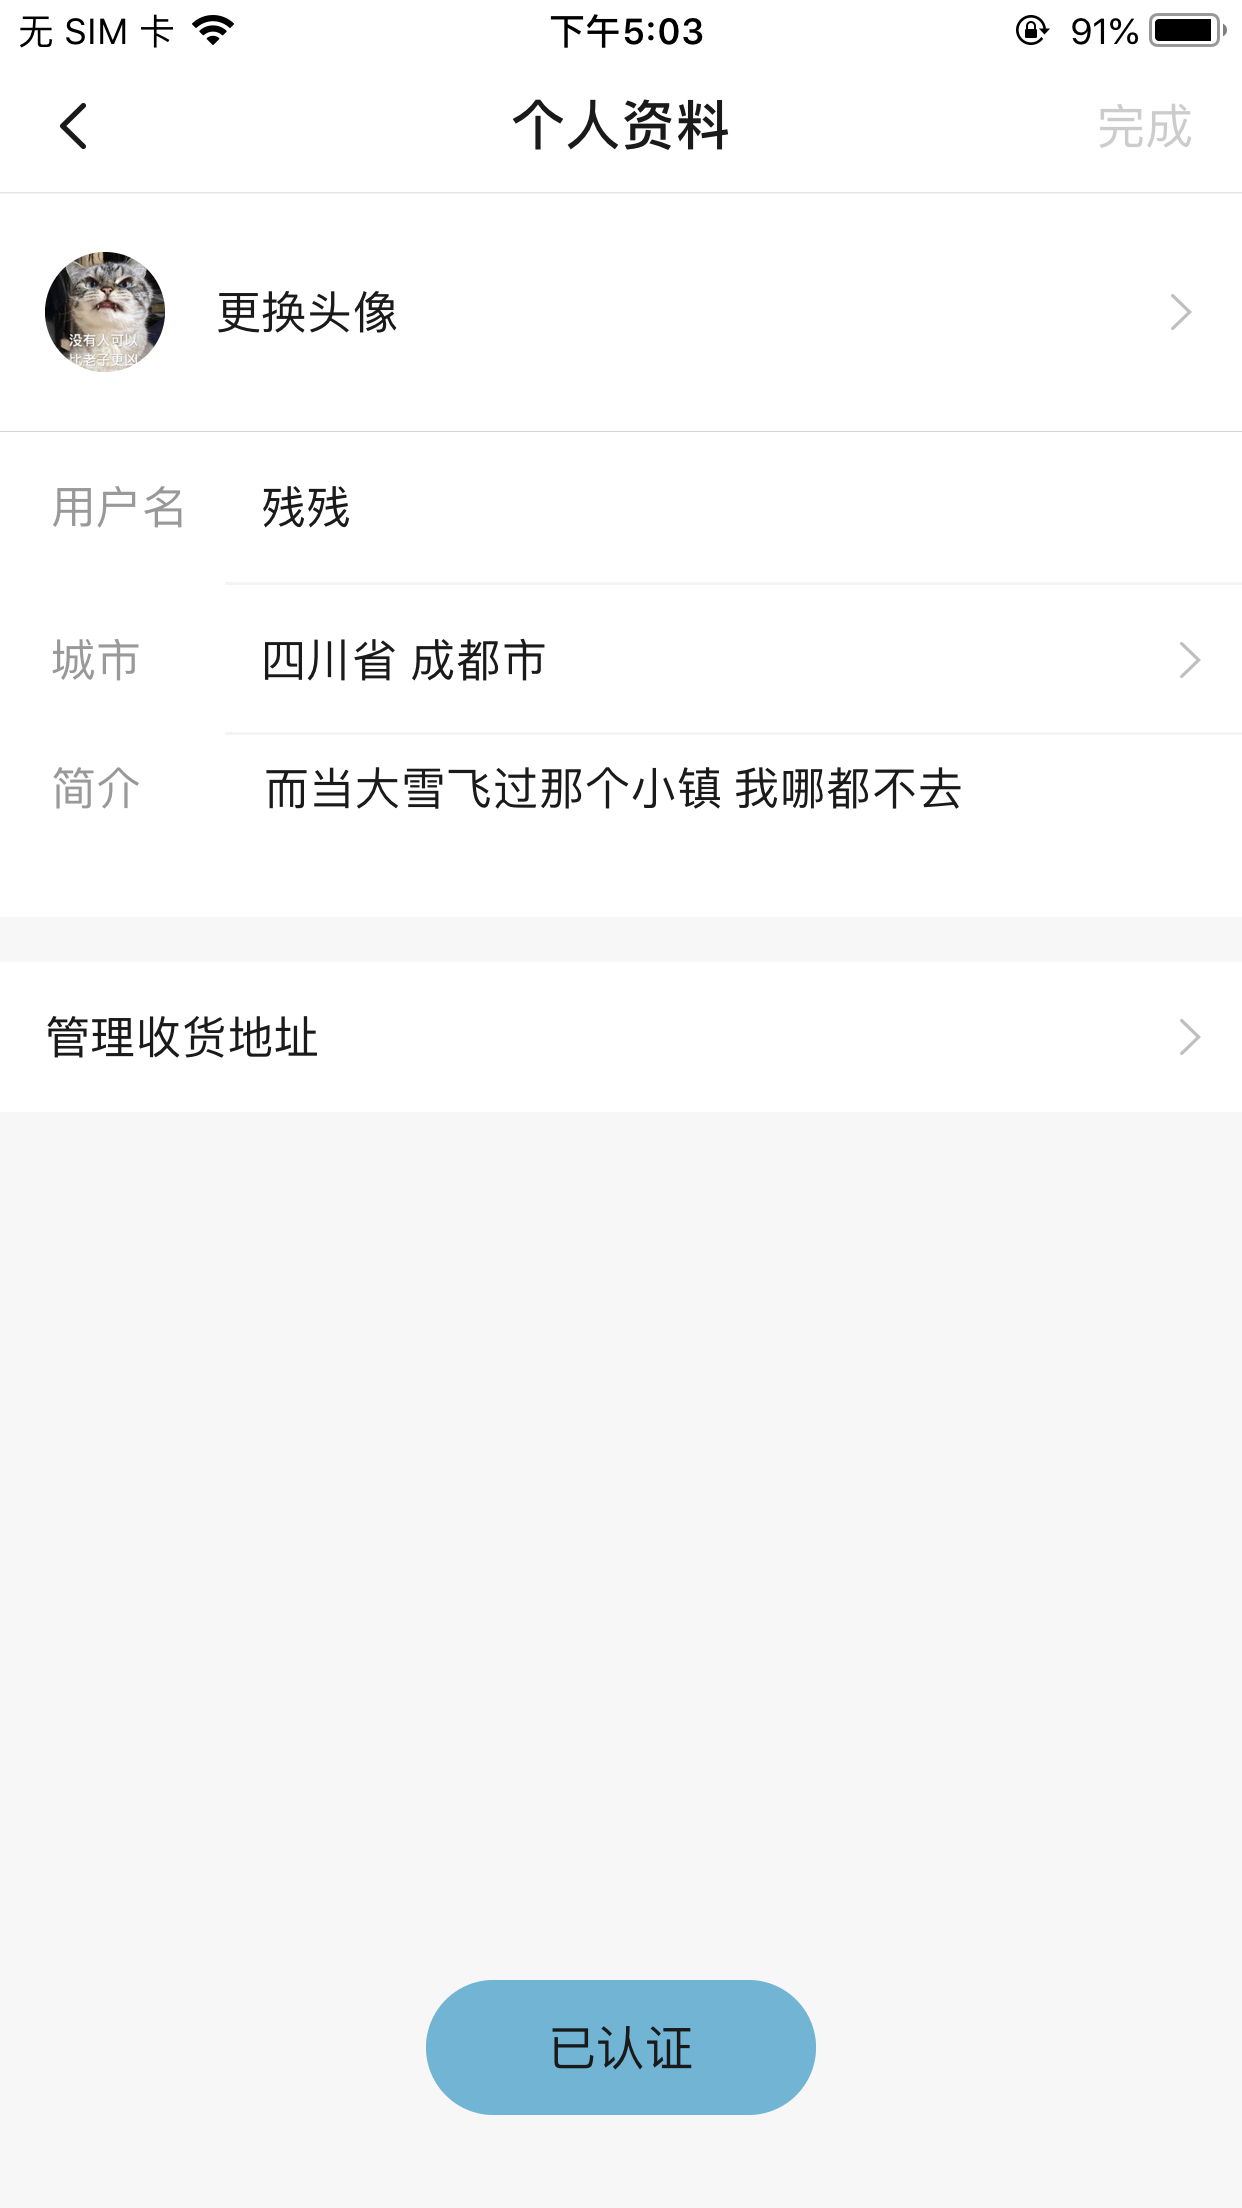 无 SIM 卡
下午5:03
91%
个人资料
完成
没有人可以
比老子更凶
更换头像
用户名
残残
城市
四川省 成都市
简介
而当大雪飞过那个小镇 我哪都不去
管理收货地址
已认证